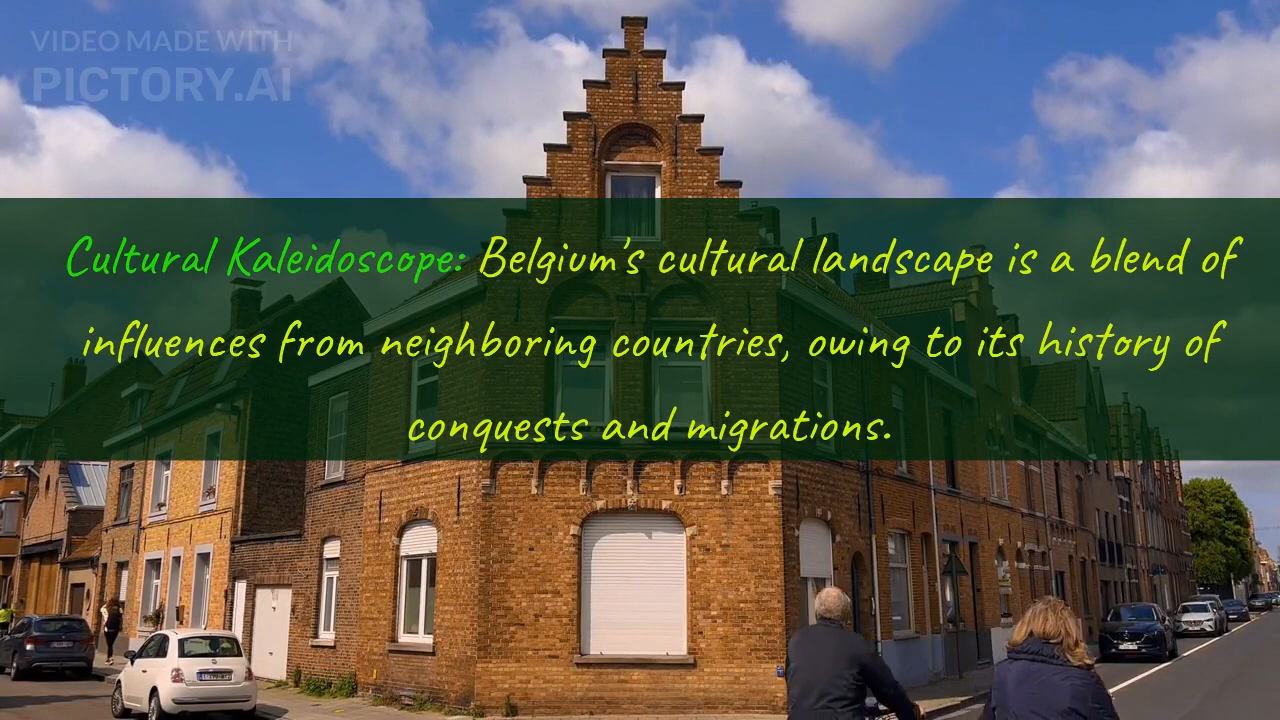 VIDEO MADE WITH
PICTORY.AI
Cultural Kaleidoscope: Belgium's cultural landscape is a blend of
influences from neighboring countries, owing to its history of
conquests and migrations.